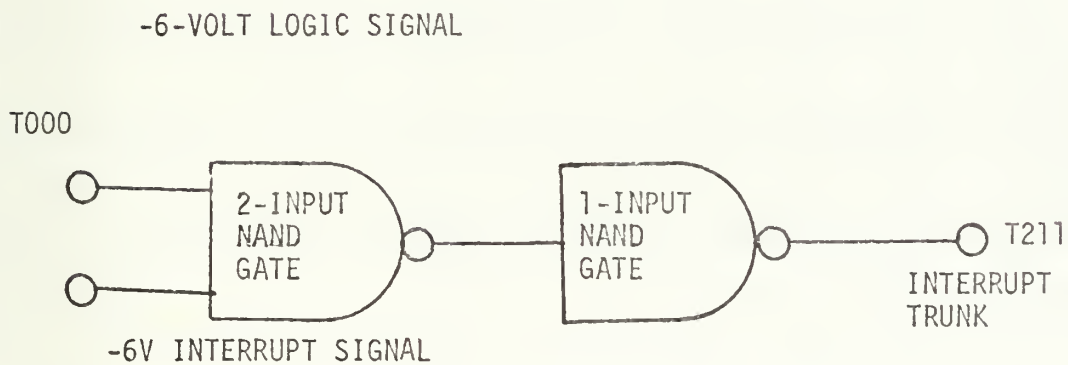 -6-VOLT LOGIC SIGNAL
T000
2-INPUT
NAND
GATE
1-INPUT
NAND
GATE
T211
INTERRUPT
TRUNK
-6V INTERRUPT SIGNAL